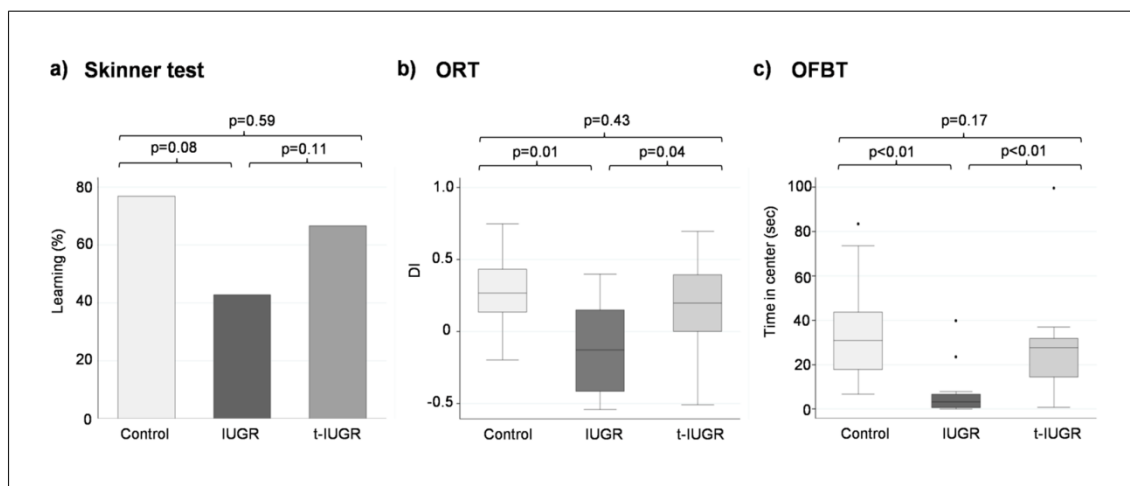 a) Skinner test
p=0.59
p=0.08 p=0.11
Learning (%)
80
60
40
20
0
Control IUGR t-IUGR
b) ORT
p=0.43
p=0.01 p=0.04
DI
1.0
0.5
0
-0.5
Control IUGR t-IUGR
c) OFBT
p=0.17
p<0.01 p<0.01
Time in center (sec)
100
80
60
40
20
0
Control IUGR t-IUGR